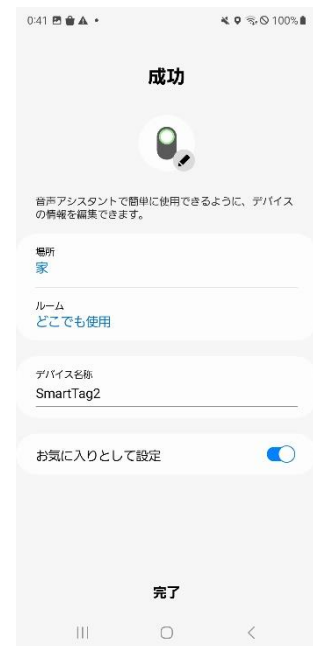 0:41
100%
成功
音声アシスタントで簡単に使用できるように、デバイス
の情報を編集できます。
場所
家
ルーム
どこでも使用
デバイス名称
SmartTag2
お気に入りとして設定
完了